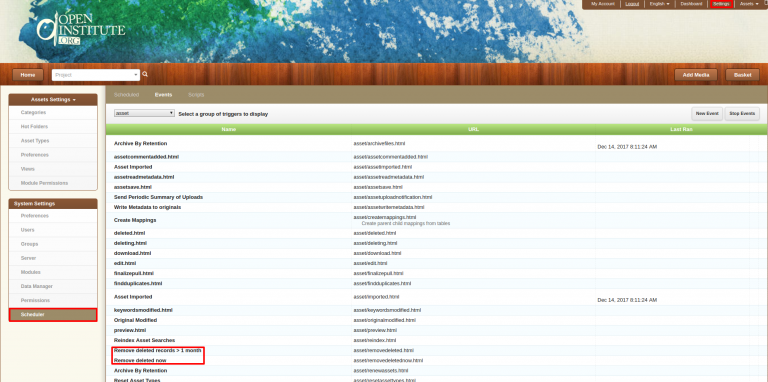 My Account Logout English Dashboard Settings Assets
OPEN
INSTITUTE
.ORG
Home Project Add Media Basket
Assets Settings
Categories
Hot Folders
Asset Types
Preferences
Views
Module Permissions
System Settings
Preferences
Users
Groups
Server
Modules
Data Manager
Permissions
Scheduler
Scheduled Events Scripts
asset Select a group of triggers to display New Event Stop Events
Name URL Last Ran
Archive By Retention asset/archivefiles.html Dec 14, 2017 8:11:24 AM
assetcommentadded.html asset/assetcommentadded.html
Asset Imported asset/assetimported.html
assetreadmetadata.html asset/assetreadmetadata.html
assetsave.html asset/assetsave.html
Send Periodic Summary of Uploads asset/assetuploadnotification.html
Write Metadata to originals asset/assetwritemetadata.html
Create Mappings asset/createmappings.html
Create parent child mappings from tables
deleted.html asset/deleted.html
deleting.html asset/deleting.html
download.html asset/download.html
edit.html asset/edit.html
finalizepull.html asset/finalizepull.html
findduplicates.html asset/findduplicates.html
Asset Imported asset/imported.html Dec 14, 2017 8:11:24 AM
keywordsmodified.html asset/keywordsmodified.html
Original Modified asset/originalmodified.html
preview.html asset/preview.html
Reindex Asset Searches asset/reindex.html
Remove deleted records > 1 month asset/removedeleted.html
Remove deleted now asset/removedeletednow.html
Archive By Retention asset/renewassets.html
Reset Asset Types asset/resetassettypes.html